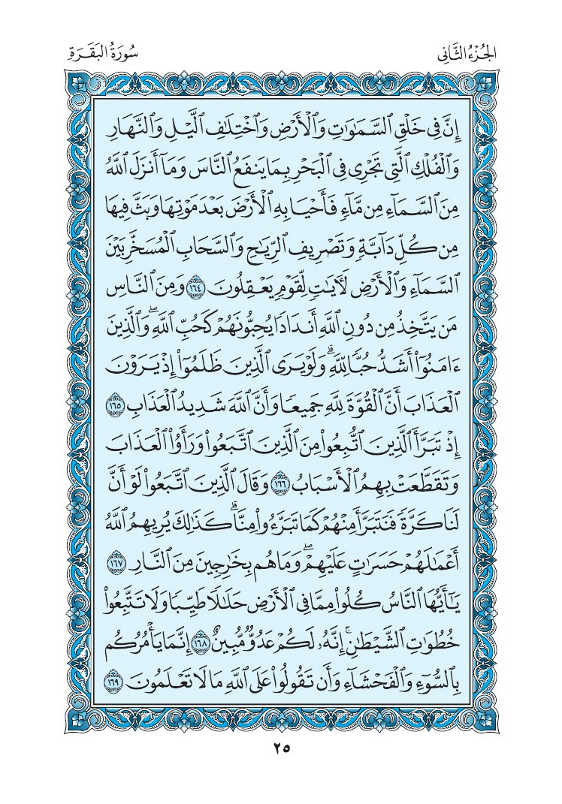 الجُزْءُ الثَّانِي
سُورَةُ البَقَرَةِ
إِنَّ فِي خَلْقِ ٱلسَّمَٰوَٰتِ وَٱلْأَرْضِ وَٱخْتِلَٰفِ ٱلَّيْلِ وَٱلنَّهَارِ
وَٱلْفُلْكِ ٱلَّتِي تَجْرِي فِي ٱلْبَحْرِ بِمَا يَنفَعُ ٱلنَّاسَ وَمَآ أَنزَلَ ٱللَّهُ
مِنَ ٱلسَّمَآءِ مِن مَّآءٍ فَأَحْيَا بِهِ ٱلْأَرْضَ بَعْدَ مَوْتِهَا وَبَثَّ فِيهَا
مِن كُلِّ دَآبَّةٍ وَتَصْرِيفِ ٱلرِّيَٰحِ وَٱلسَّحَابِ ٱلْمُسَخَّرِ بَيْنَ
ٱلسَّمَآءِ وَٱلْأَرْضِ لَأٓيَٰتٍ لِّقَوْمٍ يَعْقِلُونَ ١٦٤ وَمِنَ ٱلنَّاسِ
مَن يَتَّخِذُ مِن دُونِ ٱللَّهِ أَندَادًا يُحِبُّونَهُمْ كَحُبِّ ٱللَّهِۖ وَٱلَّذِينَ
ءَامَنُوٓا۟ أَشَدُّ حُبًّا لِّلَّهِۗ وَلَوْ يَرَى ٱلَّذِينَ ظَلَمُوٓا۟ إِذْ يَرَوْنَ
ٱلْعَذَابَ أَنَّ ٱلْقُوَّةَ لِلَّهِ جَمِيعًا وَأَنَّ ٱللَّهَ شَدِيدُ ٱلْعَذَابِ ١٦٥
إِذْ تَبَرَّأَ ٱلَّذِينَ ٱتُّبِعُوا۟ مِنَ ٱلَّذِينَ ٱتَّبَعُوا۟ وَرَأَوُا۟ ٱلْعَذَابَ
وَتَقَطَّعَتْ بِهِمُ ٱلْأَسْبَابُ ١٦٦ وَقَالَ ٱلَّذِينَ ٱتَّبَعُوا۟ لَوْ أَنَّ
لَنَا كَرَّةً فَنَتَبَرَّأَ مِنْهُمْ كَمَا تَبَرَّءُوا۟ مِنَّاۗ كَذَٰلِكَ يُرِيهِمُ ٱللَّهُ
أَعْمَٰلَهُمْ حَسَرَٰتٍ عَلَيْهِمْۖ وَمَا هُم بِخَٰرِجِينَ مِنَ ٱلنَّارِ ١٦٧
يَٰٓأَيُّهَا ٱلنَّاسُ كُلُوا۟ مِمَّا فِي ٱلْأَرْضِ حَلَٰلًا طَيِّبًا وَلَا تَتَّبِعُوا۟
خُطُوَٰتِ ٱلشَّيْطَٰنِۚ إِنَّهُۥ لَكُمْ عَدُوٌّ مُّبِينٌ ١٦٨ إِنَّمَا يَأْمُرُكُم
بِٱلسُّوٓءِ وَٱلْفَحْشَآءِ وَأَن تَقُولُوا۟ عَلَى ٱللَّهِ مَا لَا تَعْلَمُونَ ١٦٩
٢٥